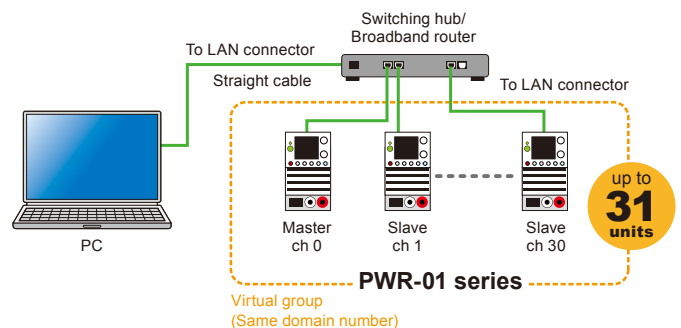 Switching hub/
Broadband router
To LAN connector
Straight cable
To LAN connector
PC
Master
ch 0
Slave
ch 1
Slave
ch 30
up to
31
units
PWR-01 series
Virtual group
(Same domain number)